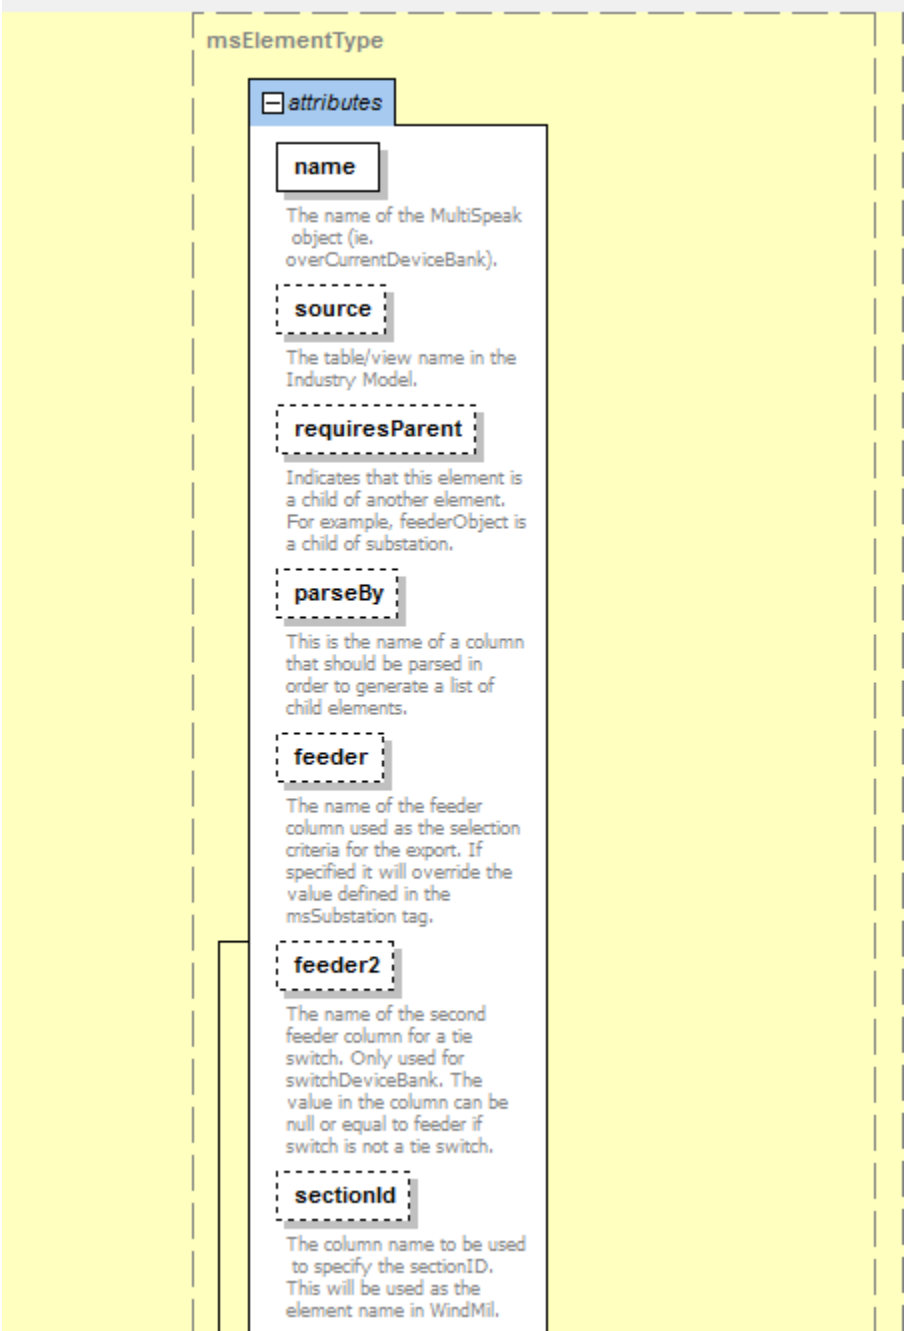 msElementType
attributes
name
The name of the MultiSpeak
object (ie.
overCurrentDeviceBank).
source
The table/view name in the
Industry Model.
requiresParent
Indicates that this element is
a child of another element.
For example, feederObject is
a child of substation.
parseBy
This is the name of a column
that should be parsed in
order to generate a list of
child elements.
feeder
The name of the feeder
column used as the selection
criteria for the export. If
specified it will override the
value defined in the
msSubstation tag.
feeder2
The name of the second
feeder column for a tie
switch. Only used for
switchDeviceBank. The
value in the column can be
null or equal to feeder if
switch is not a tie switch.
sectionId
The column name to be used
to specify the sectionID.
This will be used as the
element name in WindMil.